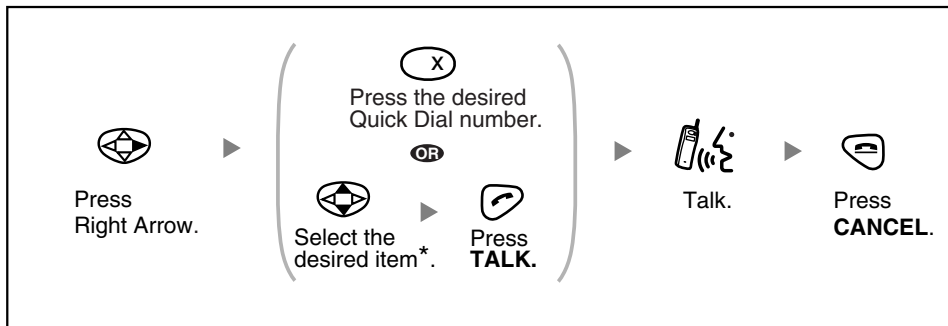 Press
Right Arrow.
X
Press the desired
Quick Dial number.
OR
Select the
desired item*.
Press
TALK.
Talk.
Press
CANCEL.